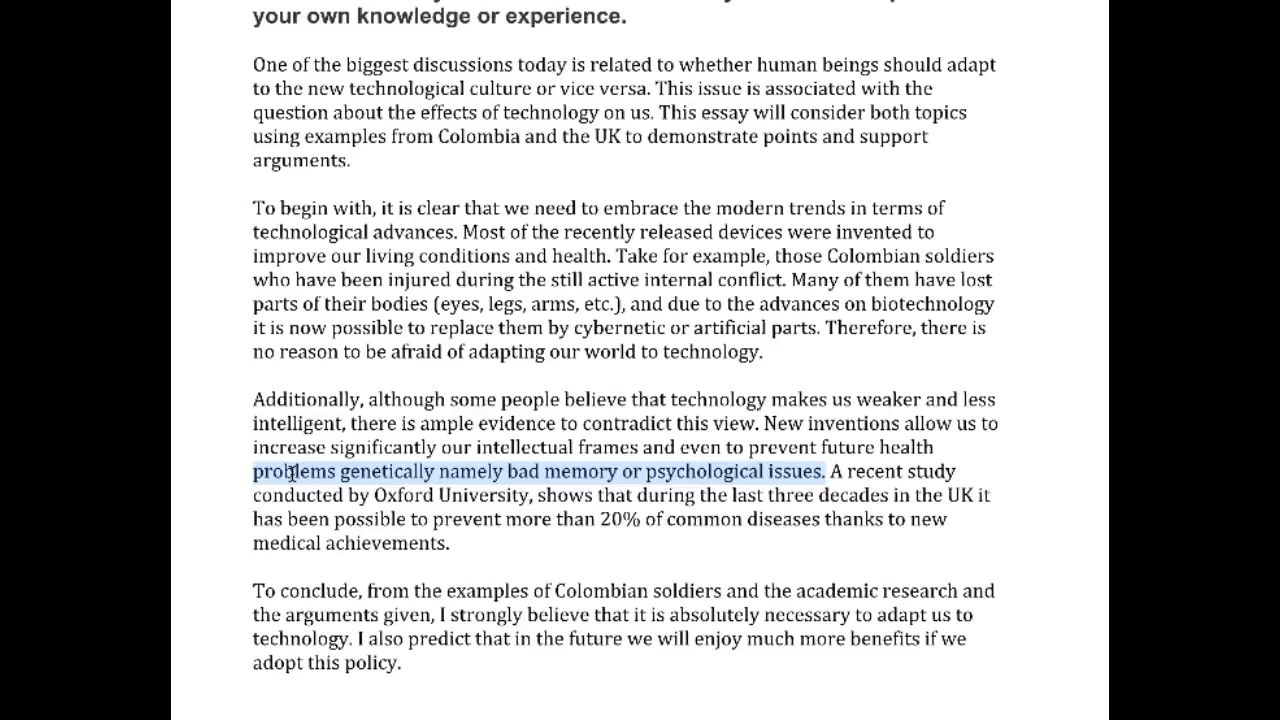 your own knowledge or experience.
One of the biggest discussions today is related to whether human beings should adapt
to the new technological culture or vice versa. This issue is associated with the
question about the effects of technology on us. This essay will consider both topics
using examples from Colombia and the UK to demonstrate points and support
arguments.
To begin with, it is clear that we need to embrace the modern trends in terms of
technological advances. Most of the recently released devices were invented to
improve our living conditions and health. Take for example, those Colombian soldiers
who have been injured during the still active internal conflict. Many of them have lost
parts of their bodies (eyes, legs, arms, etc.), and due to the advances on biotechnology
it is now possible to replace them by cybernetic or artificial parts. Therefore, there is
no reason to be afraid of adapting our world to technology.
Additionally, although some people believe that technology makes us weaker and less
intelligent, there is ample evidence to contradict this view. New inventions allow us to
increase significantly our intellectual frames and even to prevent future health
problems genetically namely bad memory or psychological issues. A recent study
conducted by Oxford University, shows that during the last three decades in the UK it
has been possible to prevent more than 20% of common diseases thanks to new
medical achievements.
To conclude, from the examples of Colombian soldiers and the academic research and
the arguments given, I strongly believe that it is absolutely necessary to adapt us to
technology. I also predict that in the future we will enjoy much more benefits if we
adopt this policy.